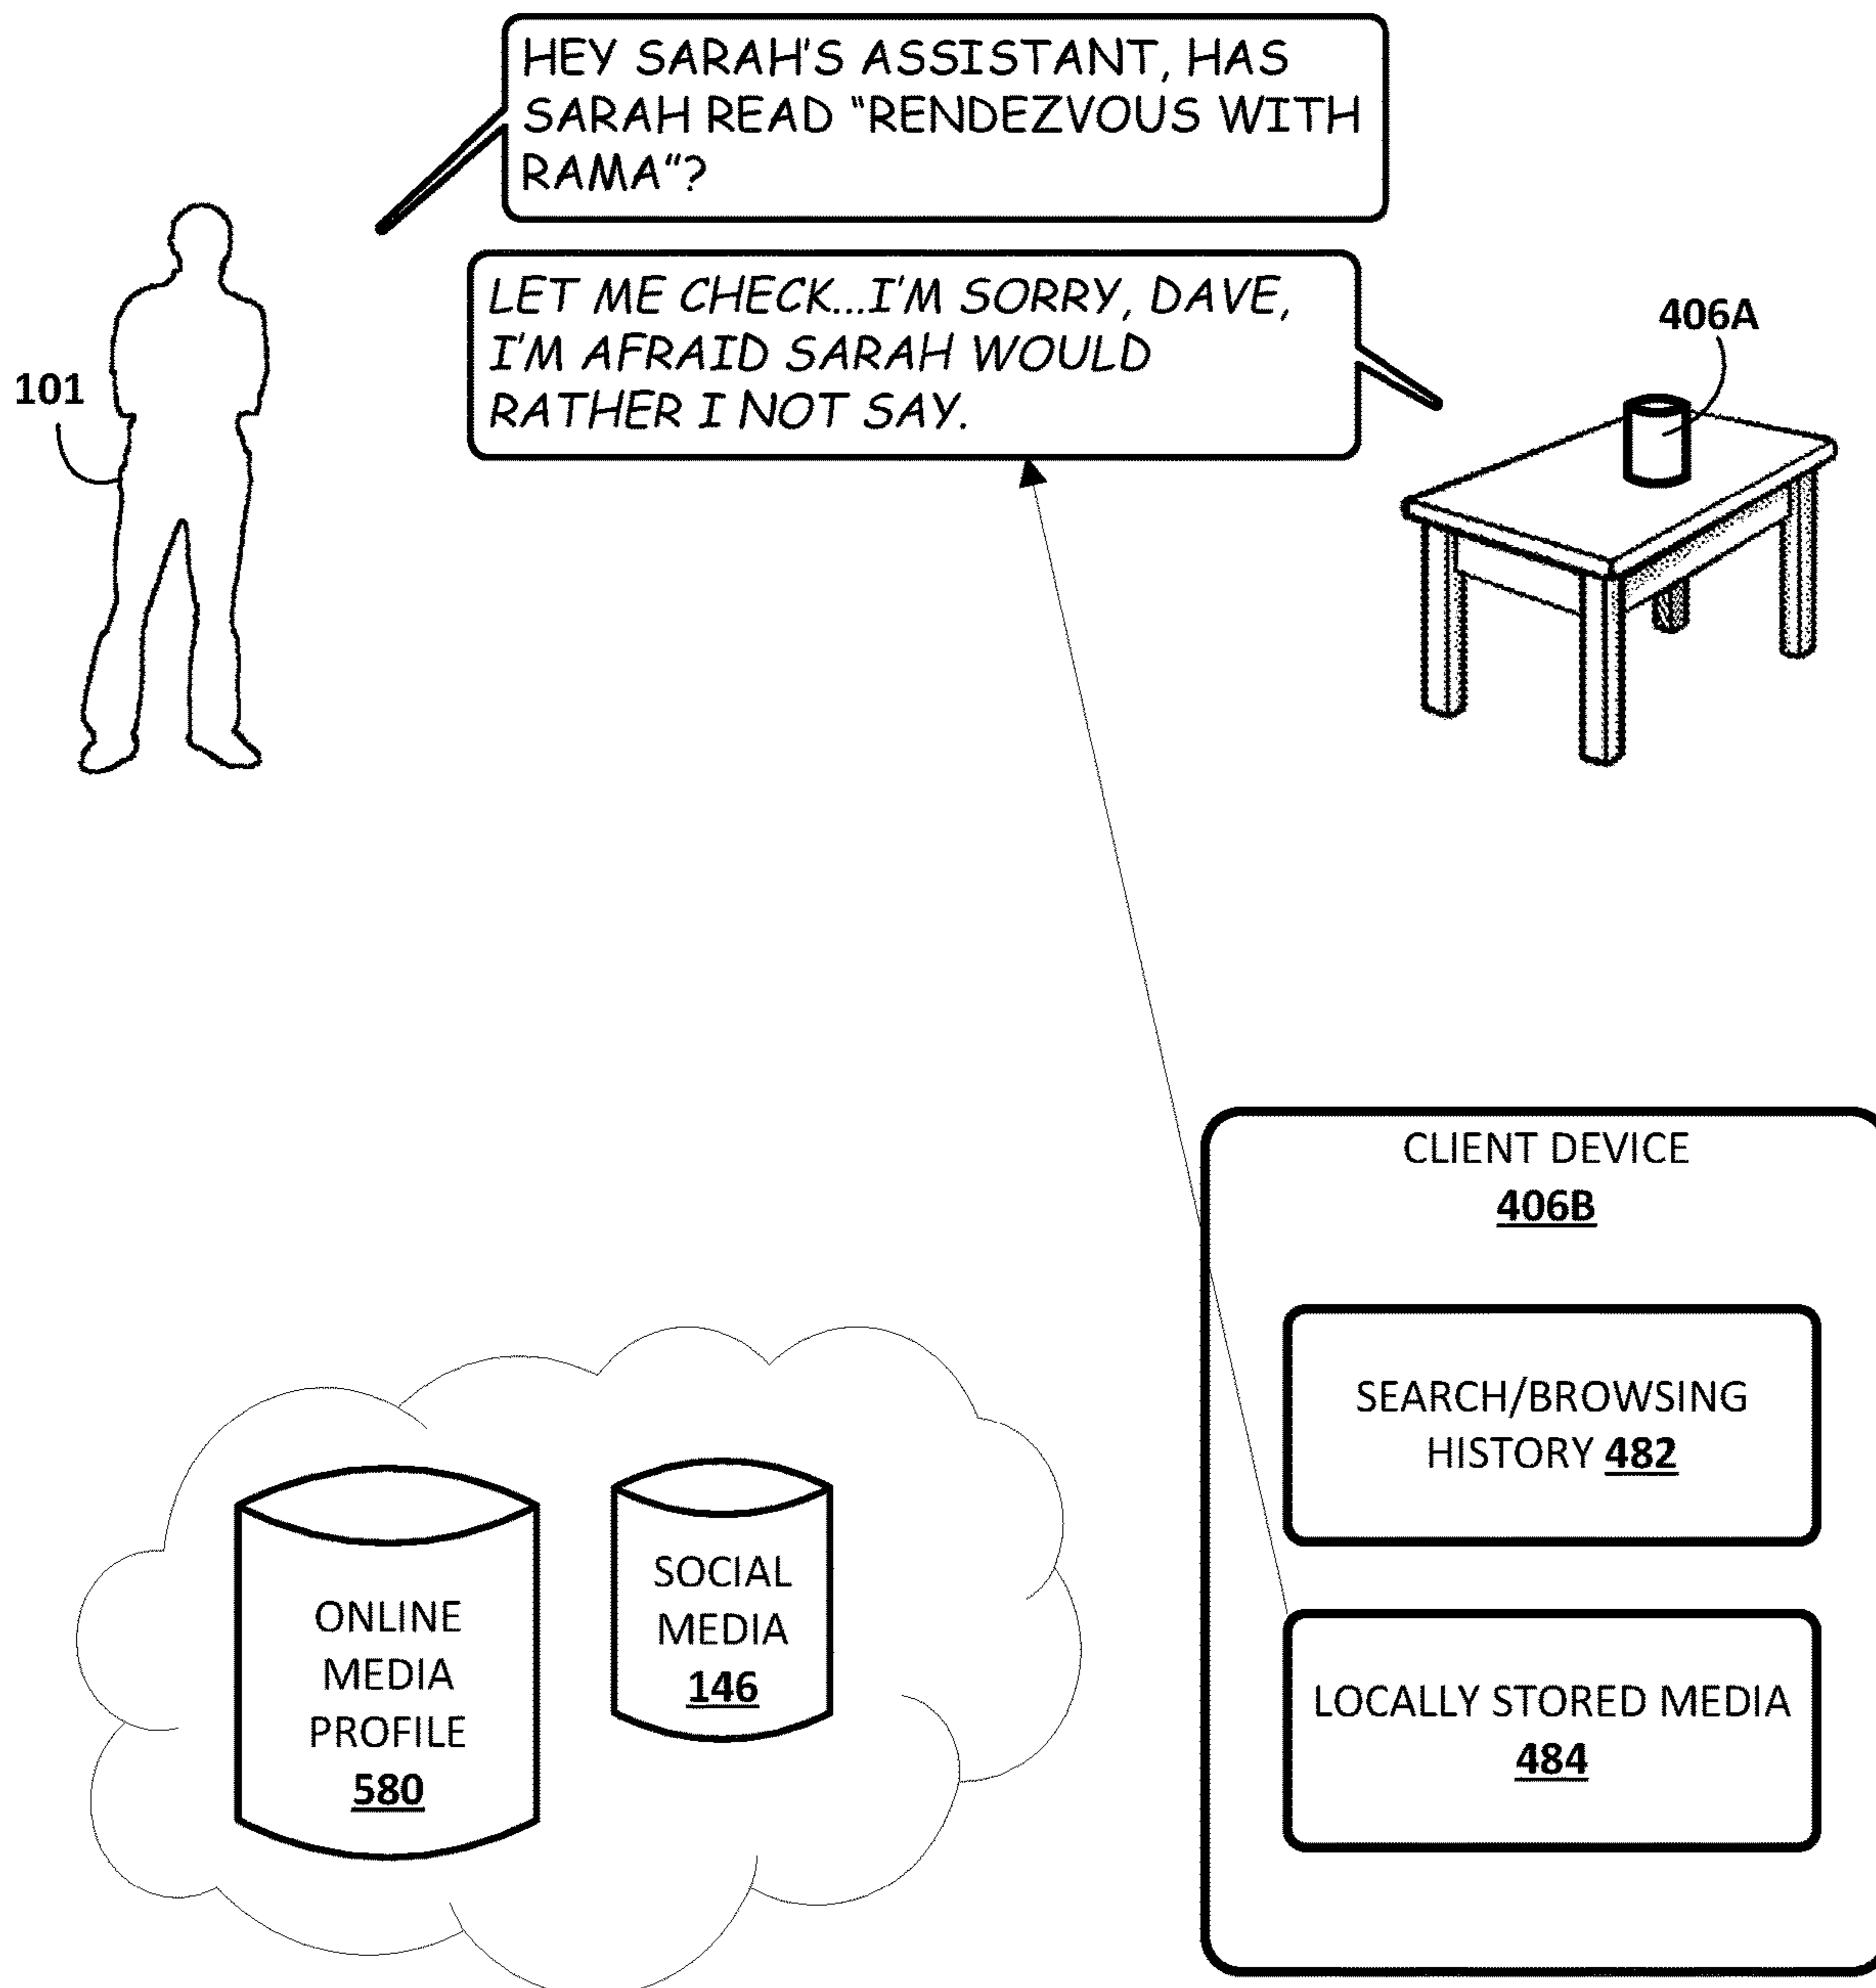 HEY SARAH'S ASSISTANT, HAS
SARAH READ “RENDEZVOUS WITH
RAMA”?
LET ME CHECK...I'M SORRY, DAVE,
I'M AFRAID SARAH WOULD
RATHER I NOT SAY.
406A
101
CLIENT DEVICE
406B
SEARCH/BROWSING
HISTORY 482
LOCALLY STORED MEDIA
484
ONLINE
MEDIA
PROFILE
580
SOCIAL
MEDIA
146